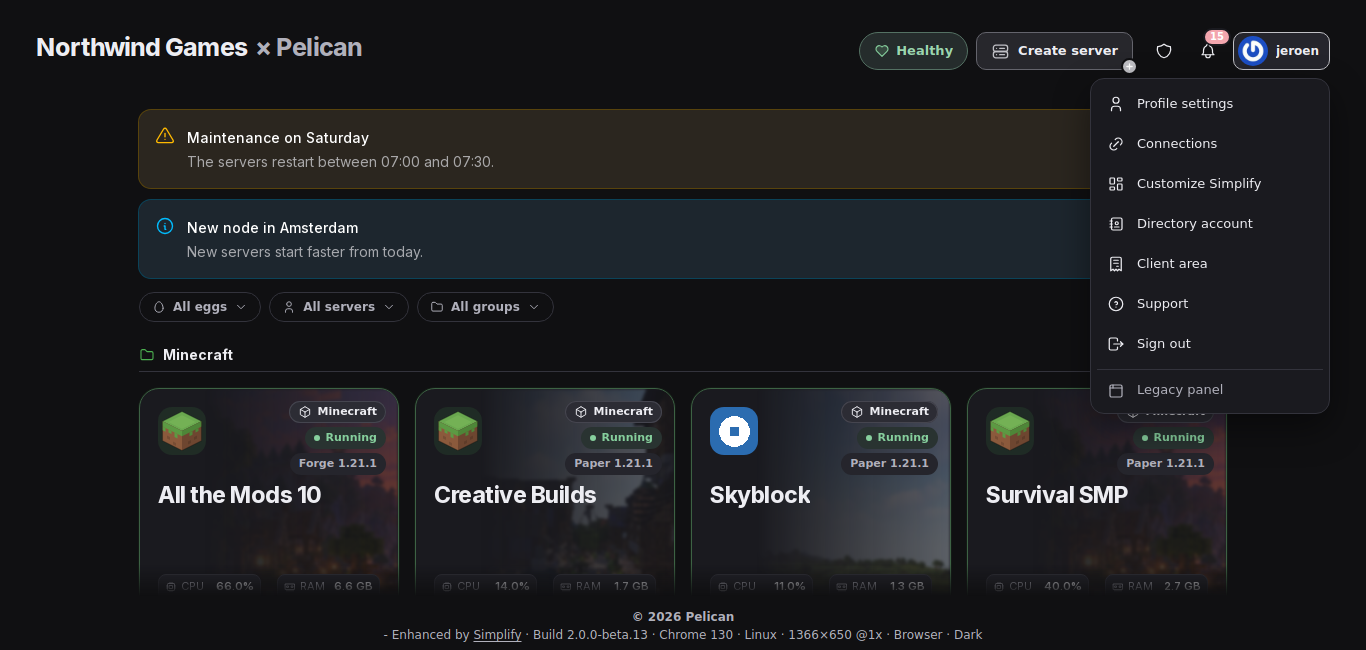 Northwind Games × Pelican
Healthy
Create server
15
jeroen
Profile settings
Connections
Customize Simplify
Directory account
Client area
Support
Sign out
Legacy panel
Maintenance on Saturday
The servers restart between 07:00 and 07:30.
New node in Amsterdam
New servers start faster from today.
All eggs
All servers
All groups
Minecraft
Minecraft
Running
Forge 1.21.1
All the Mods 10
CPU 66.0%
RAM 6.6 GB
Minecraft
Running
Paper 1.21.1
Creative Builds
CPU 14.0%
RAM 1.7 GB
Minecraft
Running
Paper 1.21.1
Skyblock
CPU 11.0%
RAM 1.3 GB
Minecraft
Running
Paper 1.21.1
Survival SMP
CPU 40.0%
RAM 2.7 GB
© 2026 Pelican
- Enhanced by Simplify · Build 2.0.0-beta.13 · Chrome 130 · Linux · 1366×650 @1x · Browser · Dark